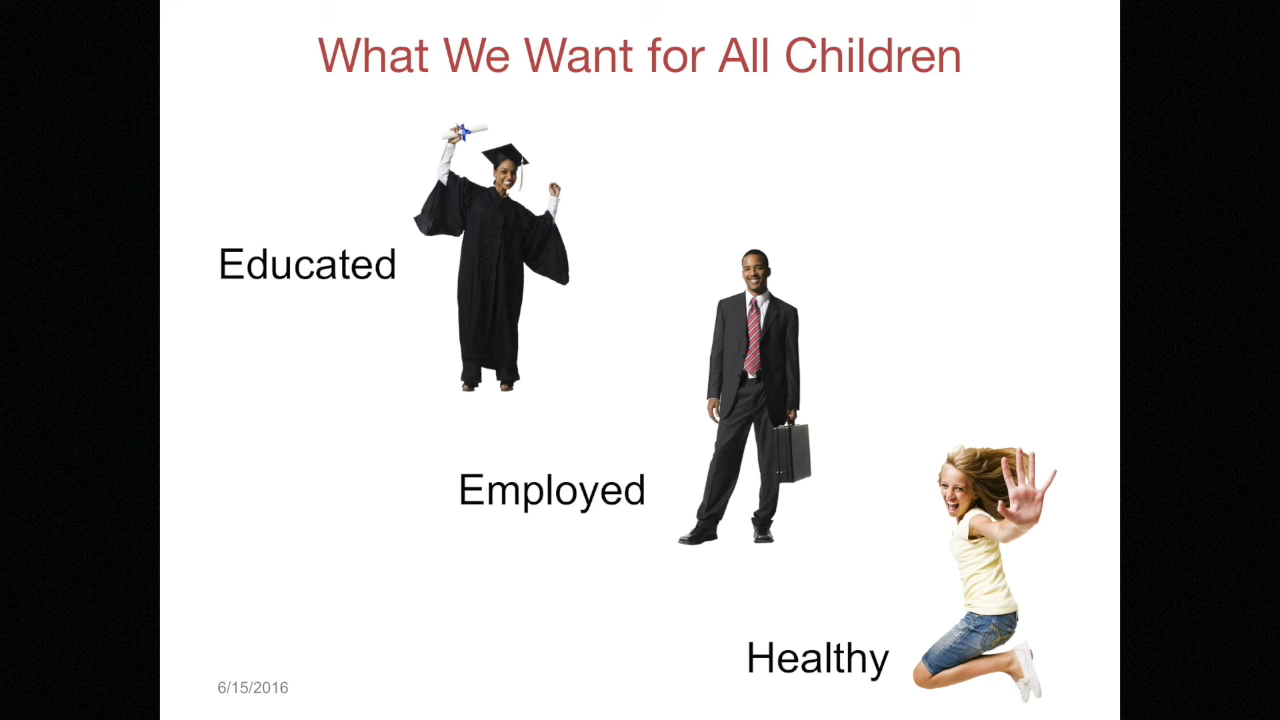 What We Want for All Children
Educated
Employed
Healthy
6/15/2016